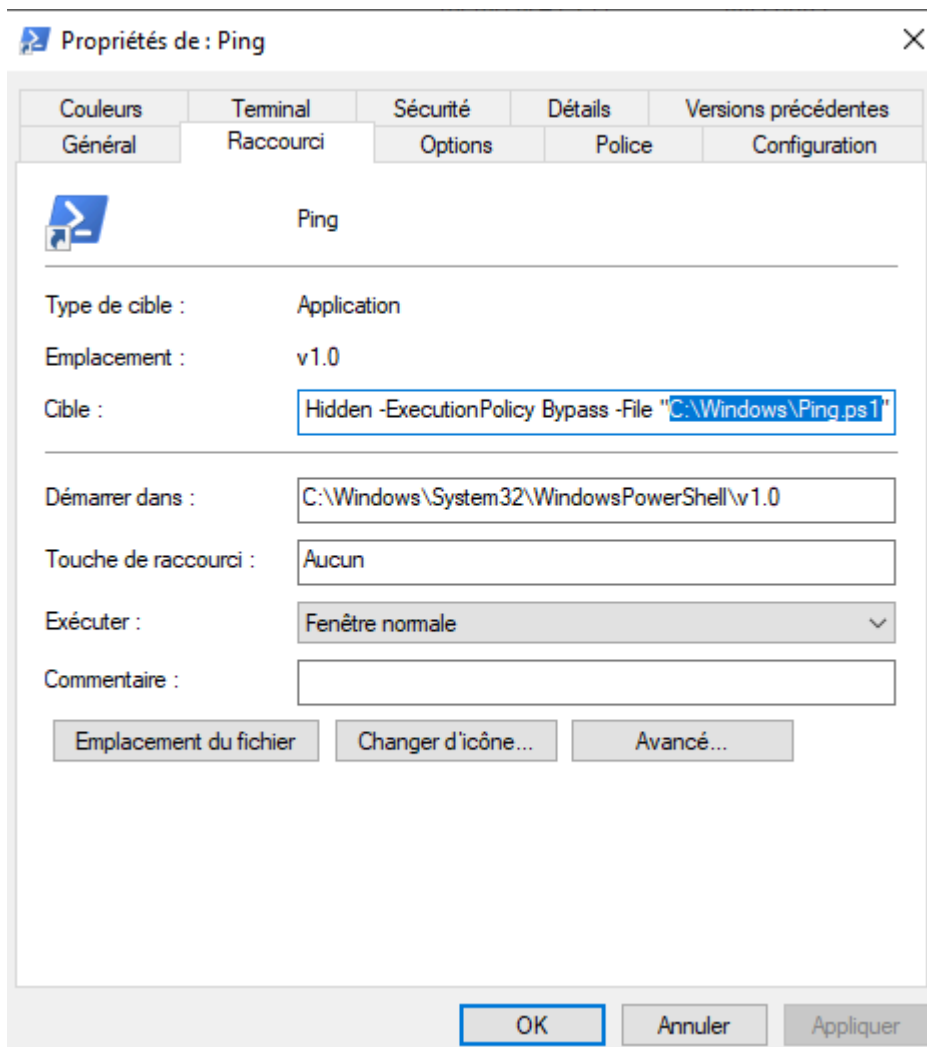 Propriétés de : Ping
Couleurs Terminal Sécurité Détails Versions précédentes
Général Raccourci Options Police Configuration
Ping
Type de cible : Application
Emplacement : v1.0
Cible : Hidden -ExecutionPolicy Bypass -File "C:\Windows\Ping.ps1"
Démarrer dans : C:\Windows\System32\WindowsPowerShell\v1.0
Touche de raccourci : Aucun
Exécuter : Fenêtre normale
Commentaire :
Emplacement du fichier Changer d'icône... Avancé...
OK Annuler Appliquer